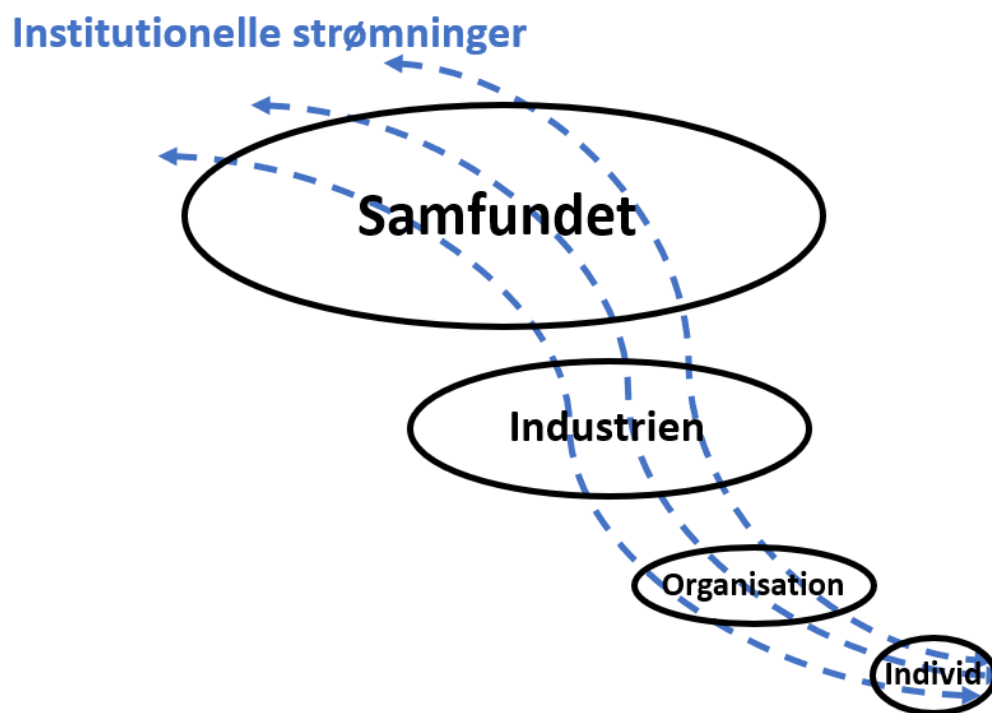 Institutionelle strømninger
Samfundet
Industrien
Organisation
Individ